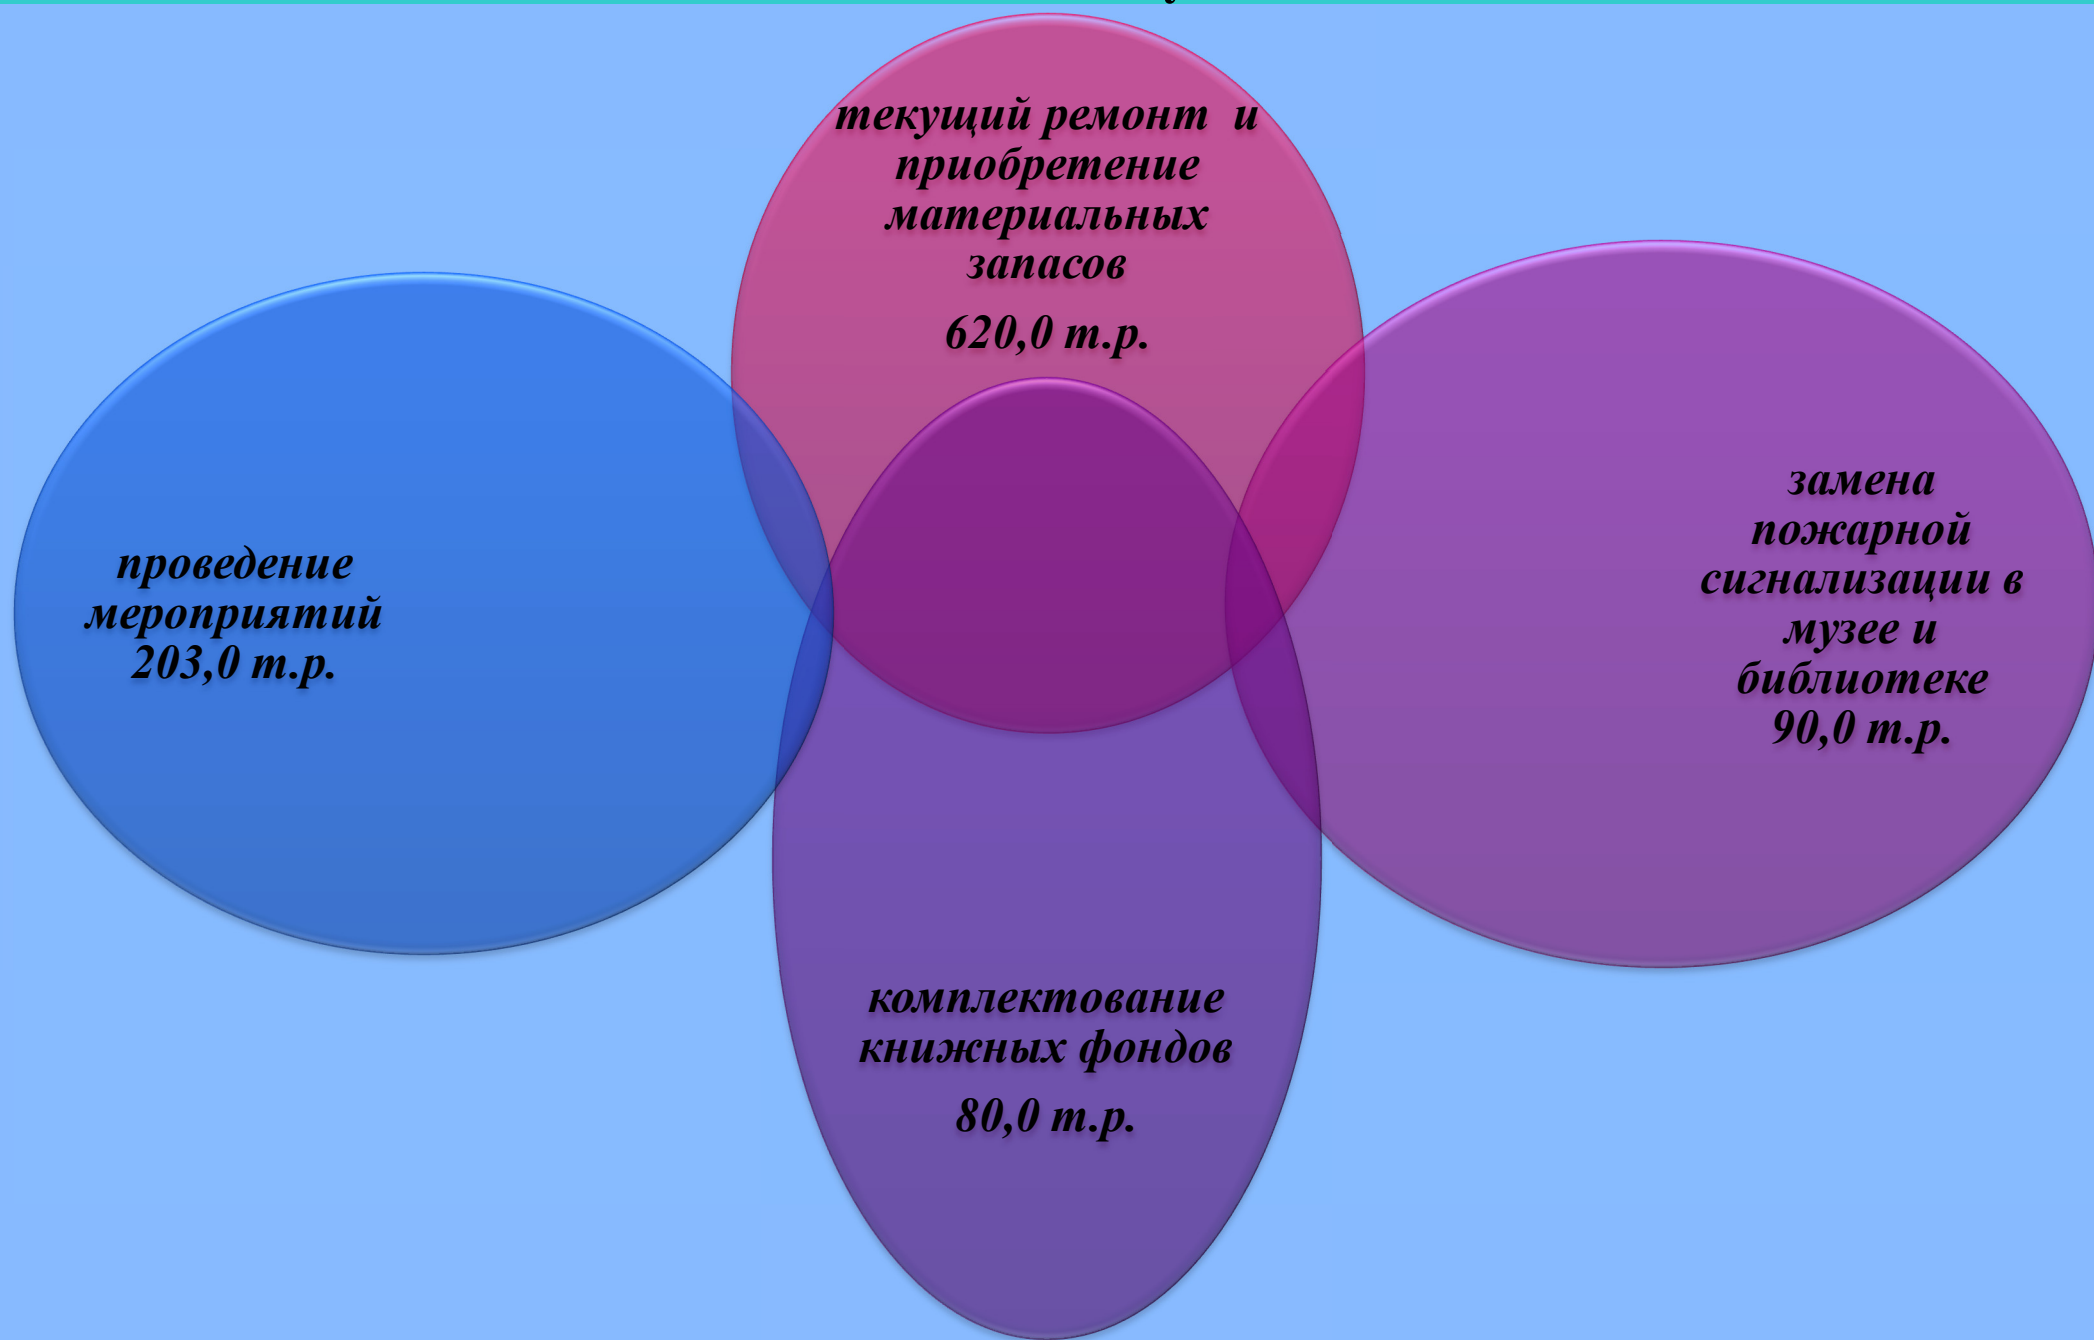 текущий ремонт и
приобретение
материальных
запасов
620,0 т.р.
проведение
мероприятий
203,0 т.р.
замена
пожарной
сигнализации в
музее и
библиотеке
90,0 т.р.
комплектование
книжных фондов
80,0 т.р.